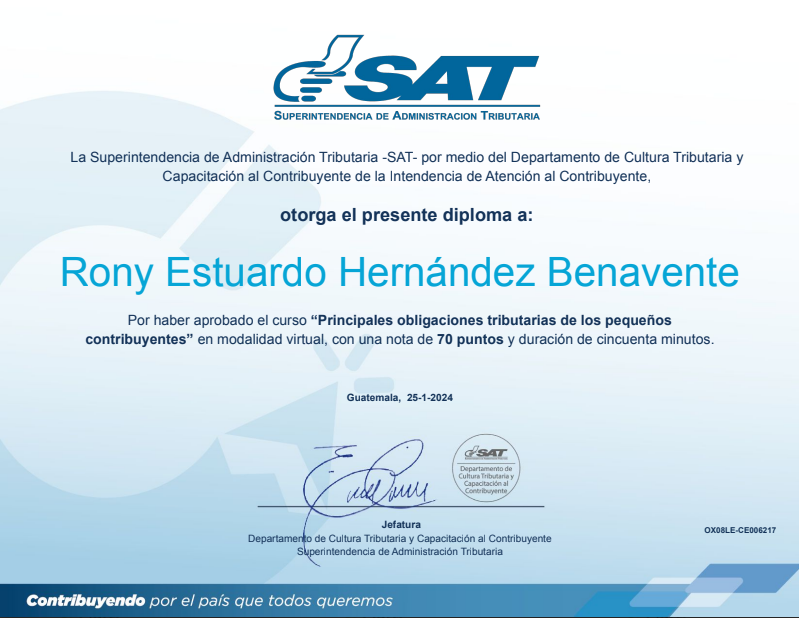 SAT
SUPERINTENDENCIA DE ADMINISTRACION TRIBUTARIA
La Superintendencia de Administración Tributaria -SAT- por medio del Departamento de Cultura Tributaria y
Capacitación al Contribuyente de la Intendencia de Atención al Contribuyente,
otorga el presente diploma a:
Rony Estuardo Hernández Benavente
Por haber aprobado el curso “Principales obligaciones tributarias de los pequeños
contribuyentes” en modalidad virtual, con una nota de 70 puntos y duración de cincuenta minutos.
Guatemala, 25-1-2024
SAT
Departamento de
Cultura Tributaria y
Capacitación al
Contribuyente
Jefatura
Departamento de Cultura Tributaria y Capacitación al Contribuyente
Superintendencia de Administración Tributaria
OX08LE-CE006217
Contribuyendo por el país que todos queremos